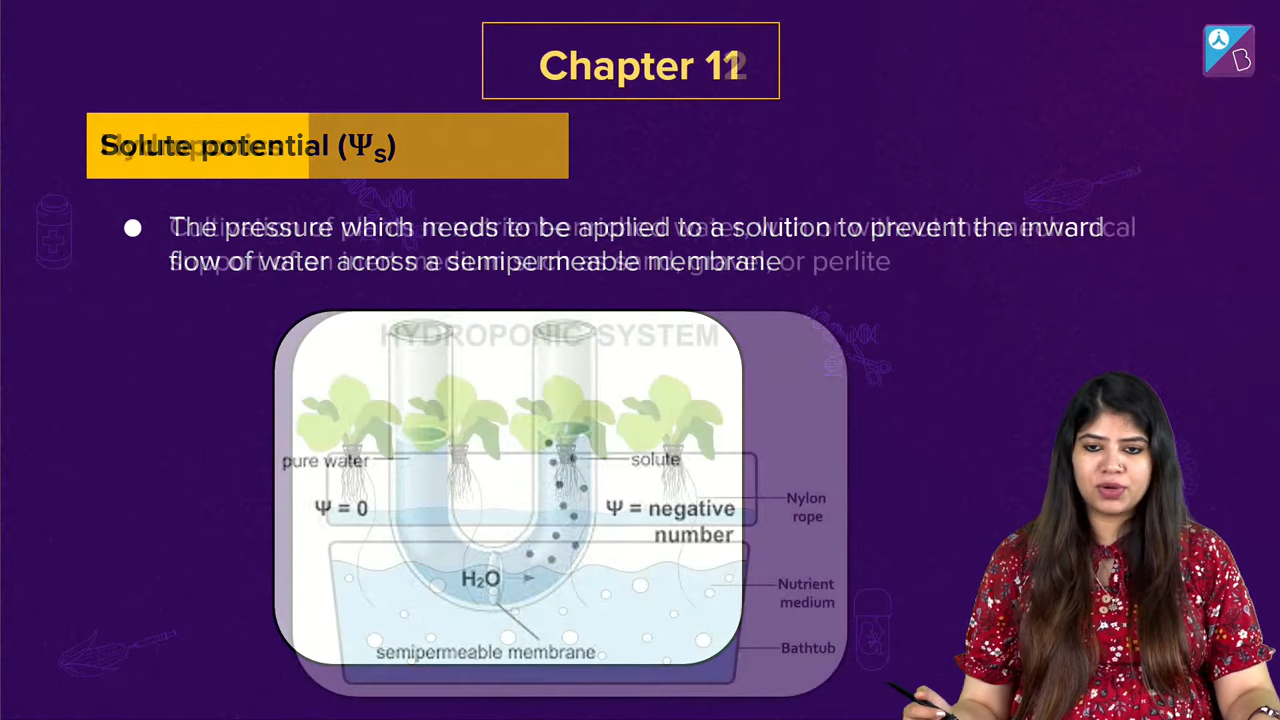 Chapter 11
Solute potential (Ψs)
The pressure which needs to be applied to a solution to prevent the inward
flow of water across a semipermeable membrane
HYDROPONIC SYSTEM
pure water
solute
Ψ = 0
Ψ = negative
number
Nylon
rope
H₂O
Nutrient
medium
semipermeable membrane
Bathtub
B